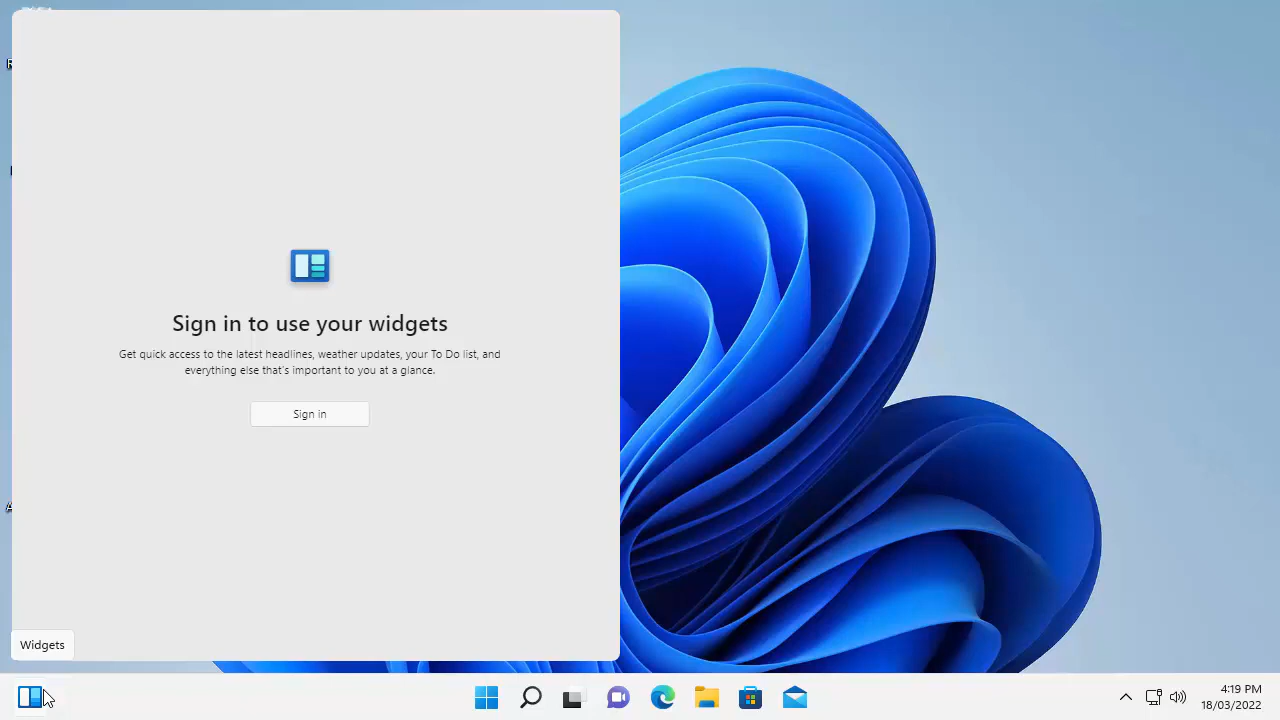 Sign in to use your widgets
Get quick access to the latest headlines, weather updates, your To Do list, and
everything else that's important to you at a glance.
Sign in
Widgets
4:19 PM
18/03/2022